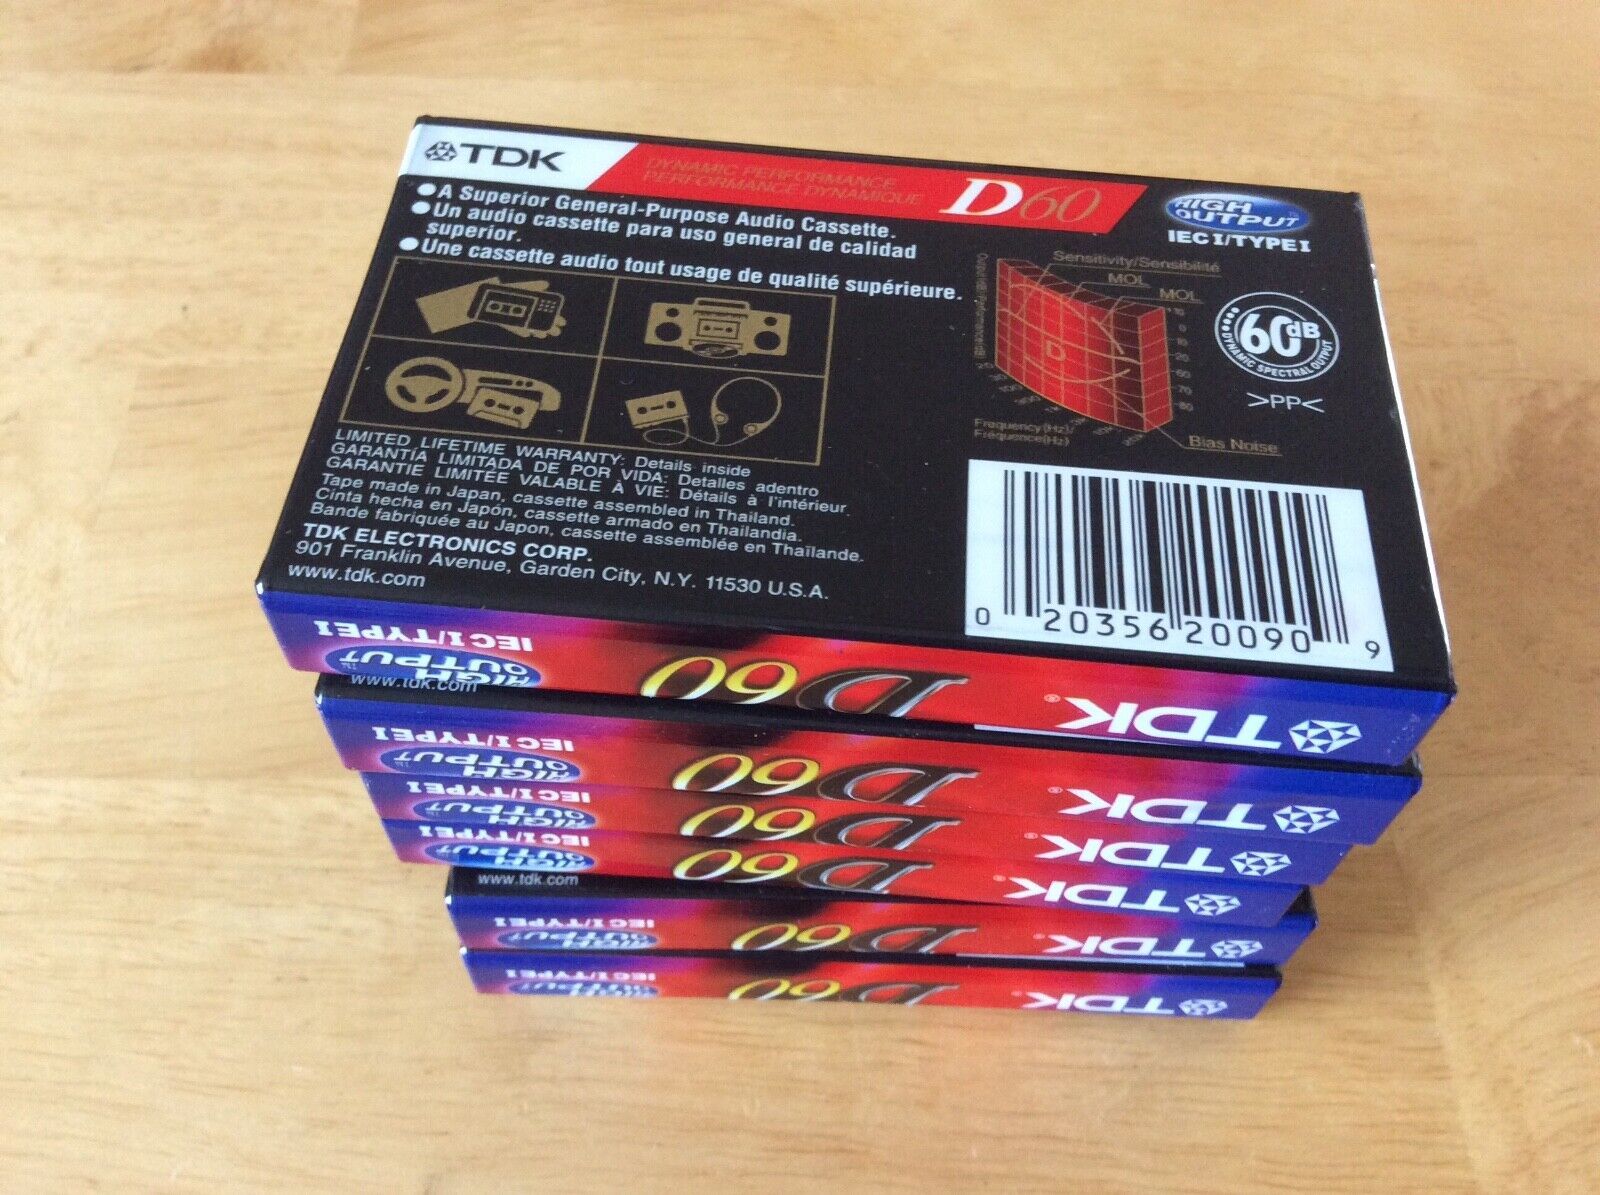 TDK
DYNAMIC PERFORMANCE
PERFORMANCE DYNAMIQUE
D60
HIGH
OUTPUT
IEC I/TYPE I
• A Superior General-Purpose Audio Cassette.
• Un audio cassette para uso general de calidad
superior.
• Une cassette audio tout usage de qualité supérieure.
Sensitivity/Sensibilité
MOL
MOL
D
60dB
DYNAMIC SPECTRAL OUTPUT
>PP<
Frequency(Hz)/
Fréquence(Hz)
Bias Noise
LIMITED LIFETIME WARRANTY: Details inside
GARANTÍA LIMITADA DE POR VIDA: Detalles adentro
GARANTIE LIMITÉE VALABLE À VIE: Détails à l'intérieur.
Tape made in Japan, cassette assembled in Thailand.
Cinta hecha en Japón, cassette armado en Thailandia.
Bande fabriquée au Japon, cassette assemblée en Thaïlande.
TDK ELECTRONICS CORP.
901 Franklin Avenue, Garden City, N.Y. 11530 U.S.A.
www.tdk.com
0 20356 20090 9
TDK® D60 HIGH OUTPUT IEC I/TYPE I
www.tdk.com
TDK® D60 HIGH OUTPUT IEC I/TYPE I
TDK® D60 HIGH OUTPUT IEC I/TYPE I
TDK® D60 HIGH OUTPUT IEC I/TYPE I
www.tdk.com
TDK® D60 HIGH OUTPUT IEC I/TYPE I
TDK® D60 HIGH OUTPUT IEC I/TYPE I